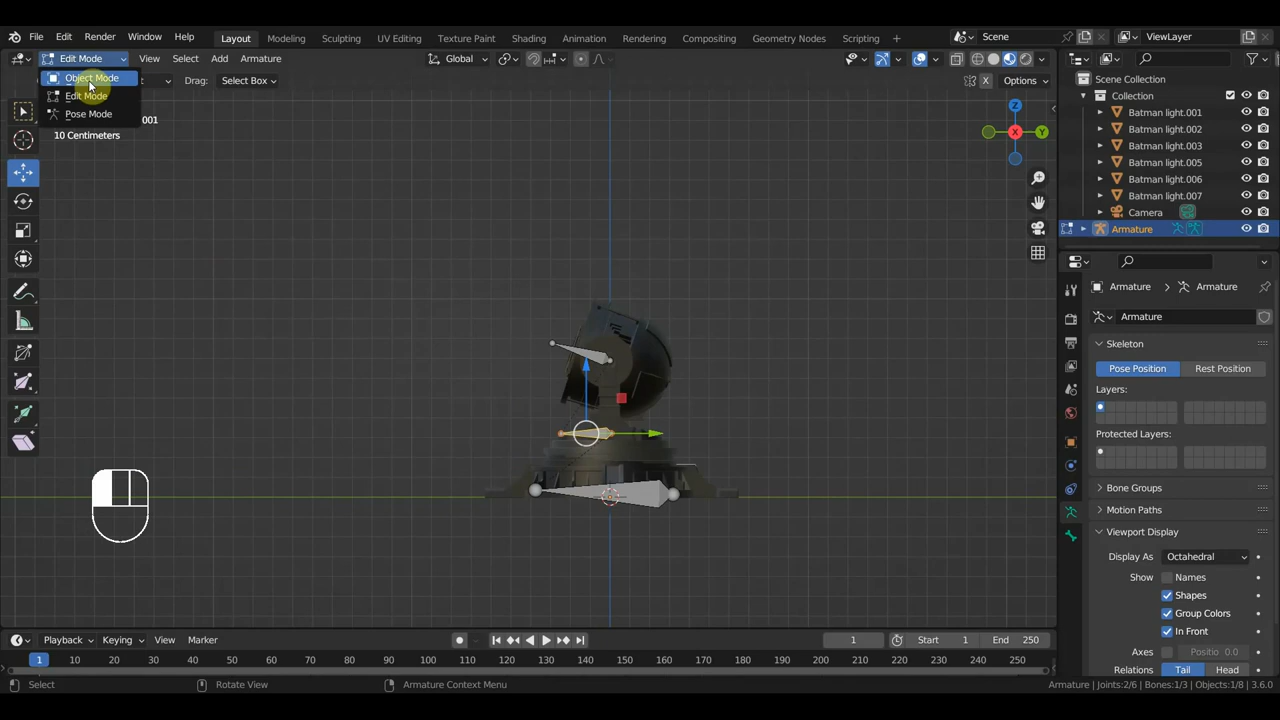 File Edit Render Window Help Layout Modeling Sculpting UV Editing Texture Paint Shading Animation Rendering Compositing Geometry Nodes Scripting + Scene ViewLayer
Edit Mode View Select Add Armature Global
Drag: Select Box X Options
Object Mode
Edit Mode
Pose Mode
001
10 Centimeters
Z
X
Y
Scene Collection
Collection
Batman light.001
Batman light.002
Batman light.003
Batman light.005
Batman light.006
Batman light.007
Camera
Armature
Armature Armature
Armature
Skeleton
Pose Position Rest Position
Layers:
Protected Layers:
Bone Groups
Motion Paths
Viewport Display
Display As Octahedral
Show Names
Shapes
Group Colors
In Front
Axes Positio 0.0
Relations Tail Head
Playback Keying View Marker 1 Start 1 End 250
1 10 20 30 40 50 60 70 80 90 100 110 120 130 140 150 160 170 180 190 200 210 220 230 240 250
Select Rotate View Armature Context Menu Armature | Joints:2/6 | Bones:1/3 | Objects:1/8 | 3.6.0